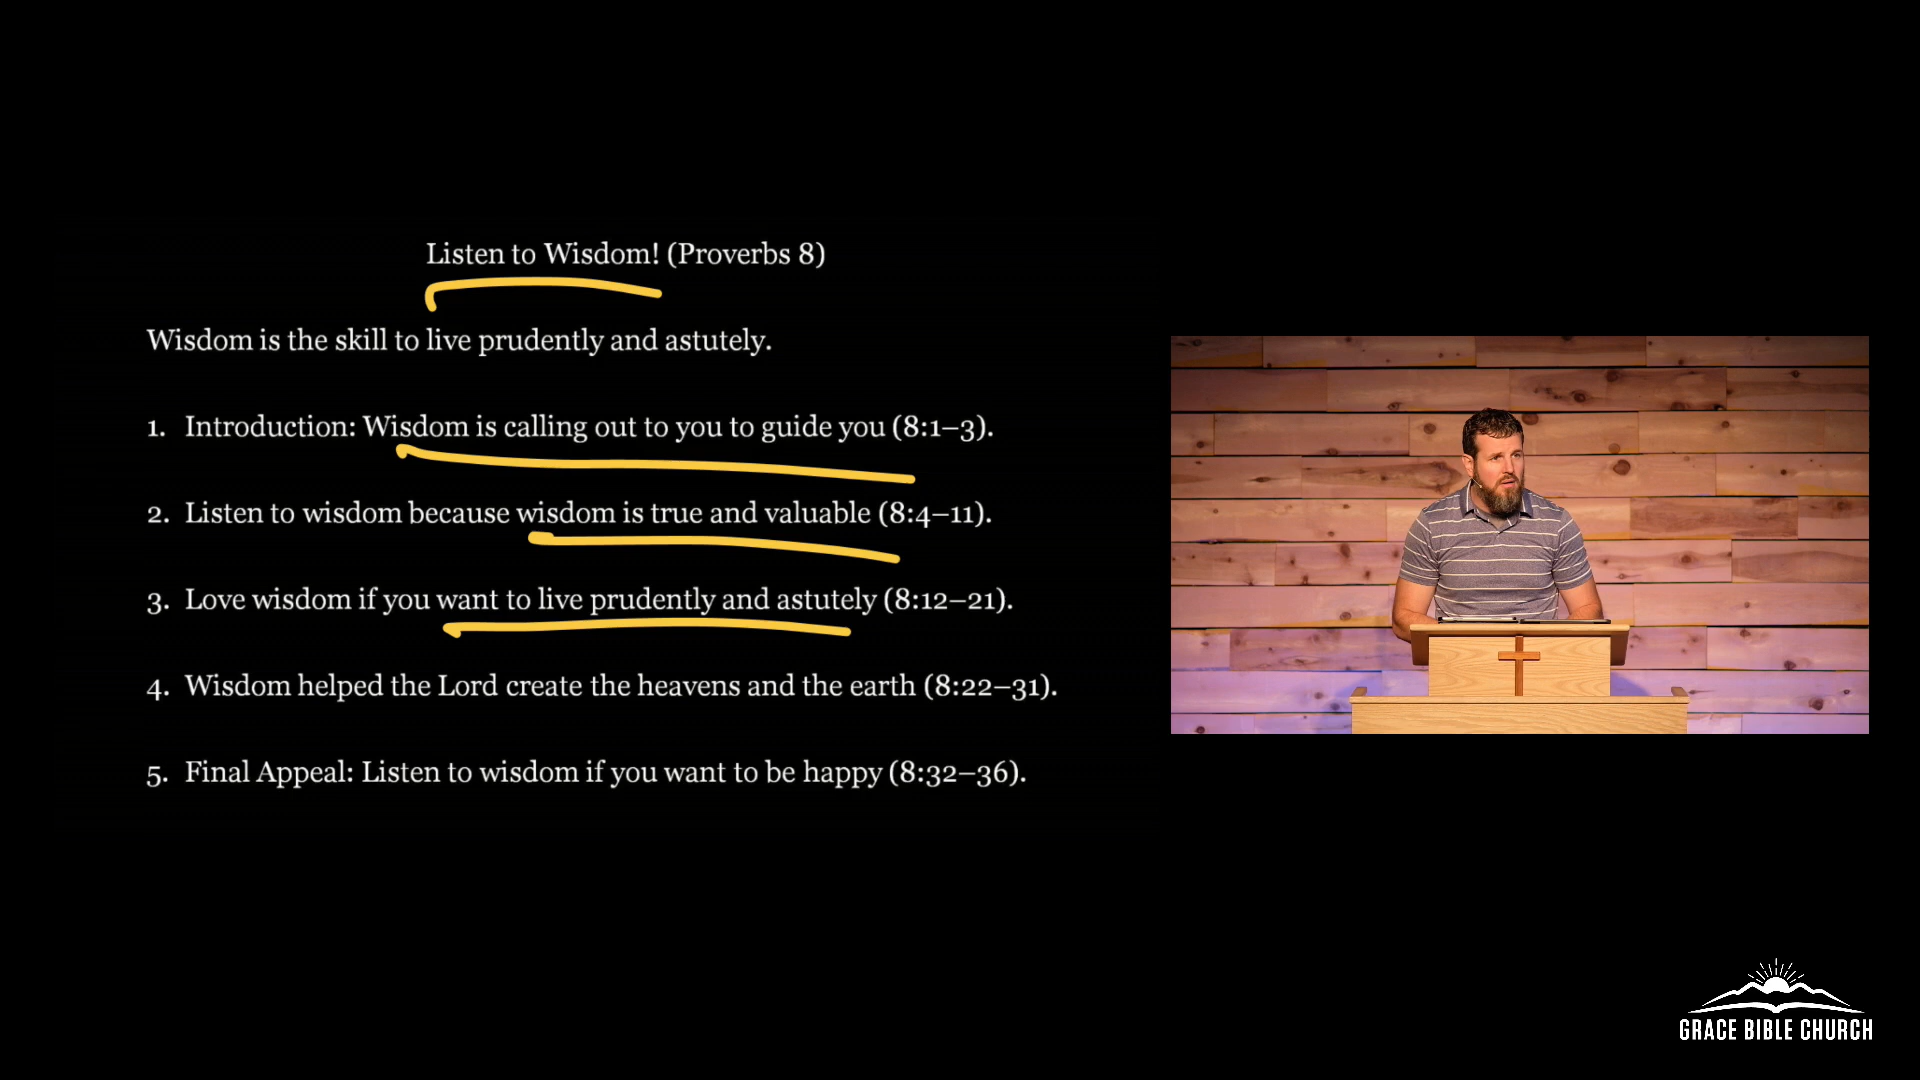 Listen to Wisdom! (Proverbs 8)
Wisdom is the skill to live prudently and astutely.
1. Introduction: Wisdom is calling out to you to guide you (8:1–3).
2. Listen to wisdom because wisdom is true and valuable (8:4–11).
3. Love wisdom if you want to live prudently and astutely (8:12–21).
4. Wisdom helped the Lord create the heavens and the earth (8:22–31).
5. Final Appeal: Listen to wisdom if you want to be happy (8:32–36).
GRACE BIBLE CHURCH